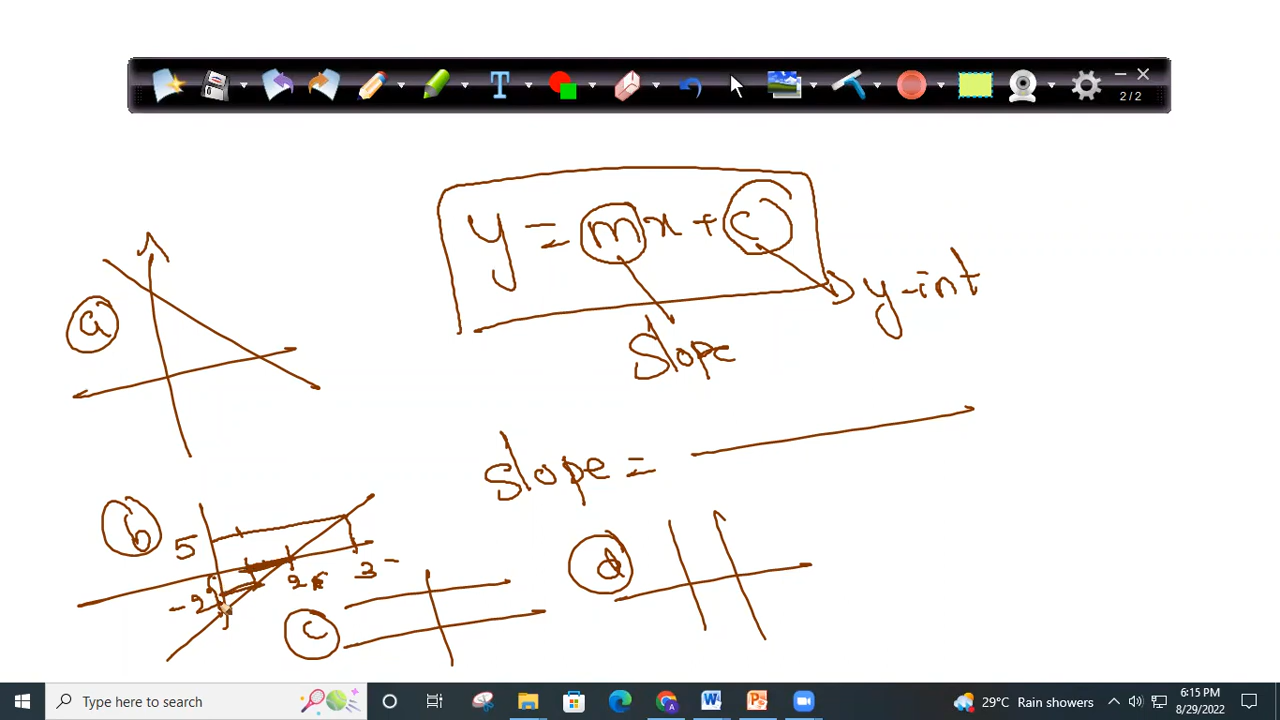 2 / 2
y = mx + c
y-int
Slope
a
slope =
b
5
2
3
-2
c
d
Type here to search
29°C Rain showers
6:15 PM
8/29/2022